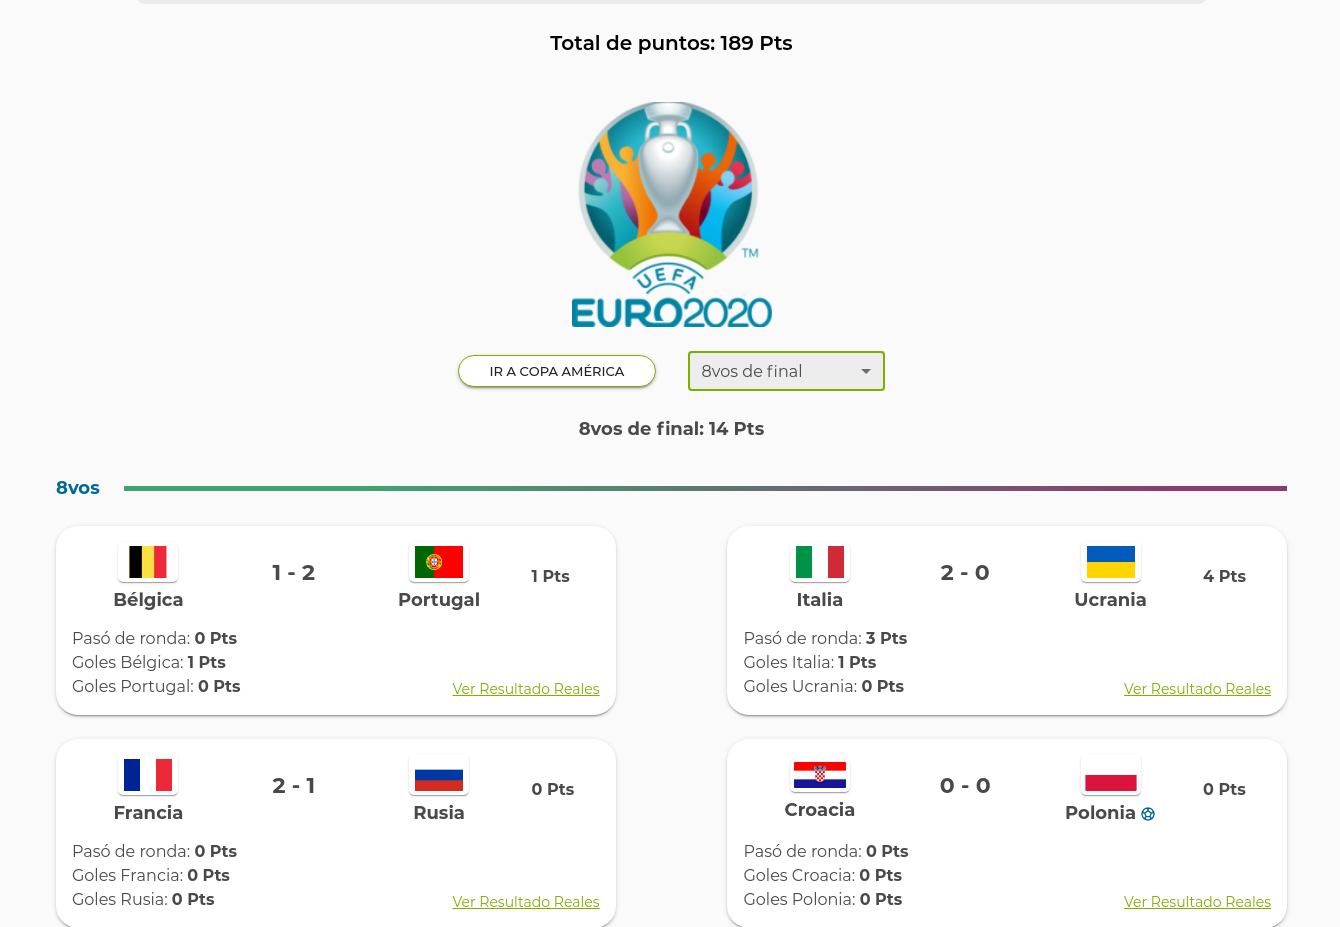 Total de puntos: 189 Pts
TM
UEFA
EURO2020
IR A COPA AMÉRICA
8vos de final
8vos de final: 14 Pts
8vos
1 - 2
1 Pts
Bélgica
Portugal
Pasó de ronda: 0 Pts
Goles Bélgica: 1 Pts
Goles Portugal: 0 Pts
Ver Resultado Reales
2 - 0
4 Pts
Italia
Ucrania
Pasó de ronda: 3 Pts
Goles Italia: 1 Pts
Goles Ucrania: 0 Pts
Ver Resultado Reales
2 - 1
0 Pts
Francia
Rusia
Pasó de ronda: 0 Pts
Goles Francia: 0 Pts
Goles Rusia: 0 Pts
Ver Resultado Reales
0 - 0
0 Pts
Croacia
Polonia
Pasó de ronda: 0 Pts
Goles Croacia: 0 Pts
Goles Polonia: 0 Pts
Ver Resultado Reales